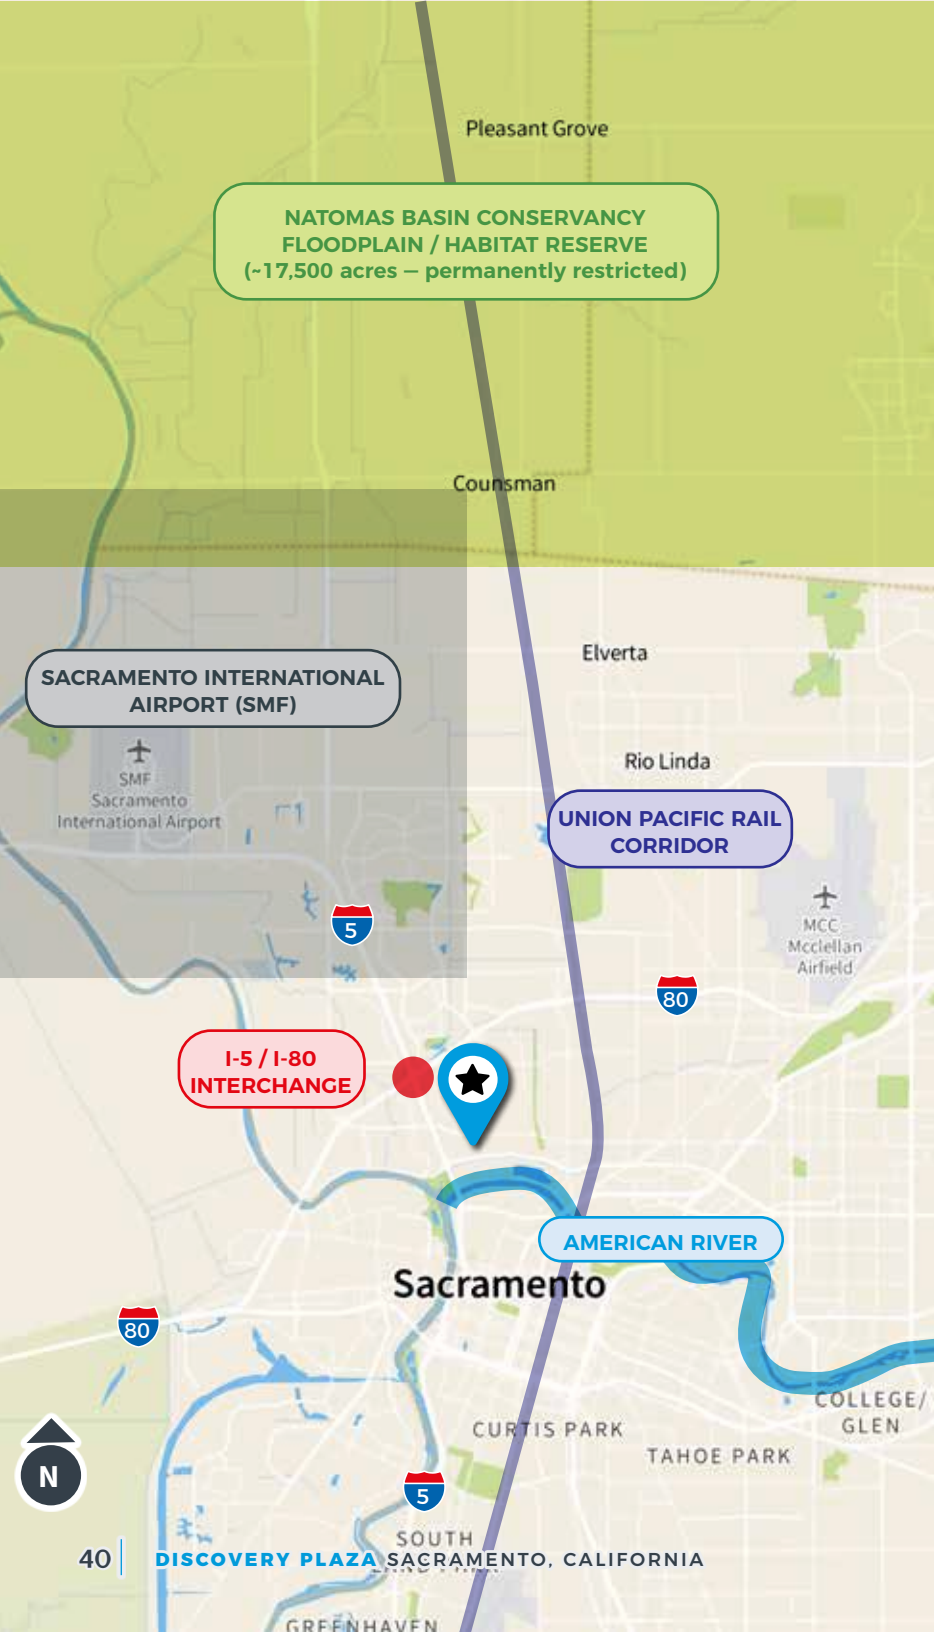 Pleasant Grove
NATOMAS BASIN CONSERVANCY
FLOODPLAIN / HABITAT RESERVE
(~17,500 acres — permanently restricted)
Counsman
Elverta
SACRAMENTO INTERNATIONAL
AIRPORT (SMF)
SMF
Sacramento
International Airport
Rio Linda
UNION PACIFIC RAIL
CORRIDOR
5
MCC
Mcclellan
Airfield
80
I-5 / I-80
INTERCHANGE
AMERICAN RIVER
Sacramento
80
COLLEGE/
GLEN
CURTIS PARK
TAHOE PARK
N
5
SOUTH
LAND PARK
40
DISCOVERY PLAZA SACRAMENTO, CALIFORNIA
GREENHAVEN